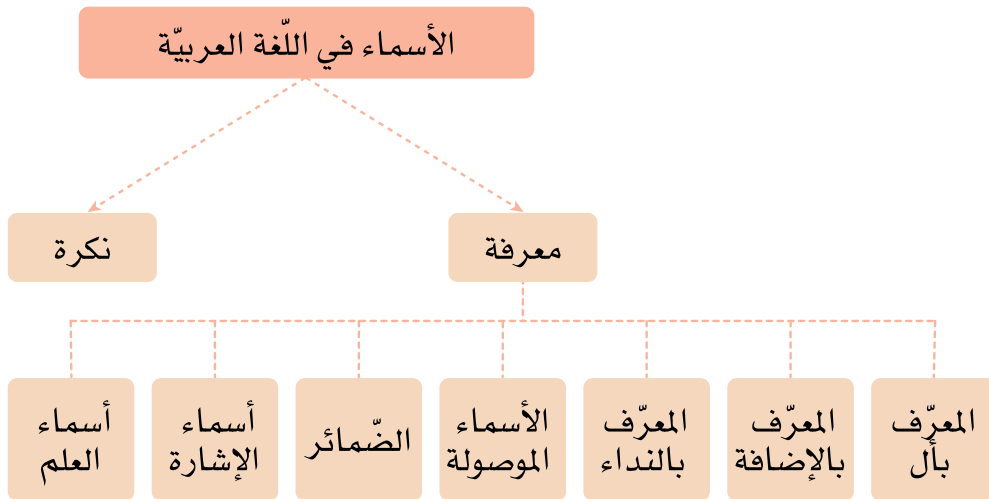 الأسماء في اللّغة العربيّة
معرفة
نكرة
المعرّف
بأل
المعرّف
بالإضافة
المعرّف
بالنداء
الأسماء
الموصولة
الضّمائر
أسماء
الإشارة
أسماء
العلم